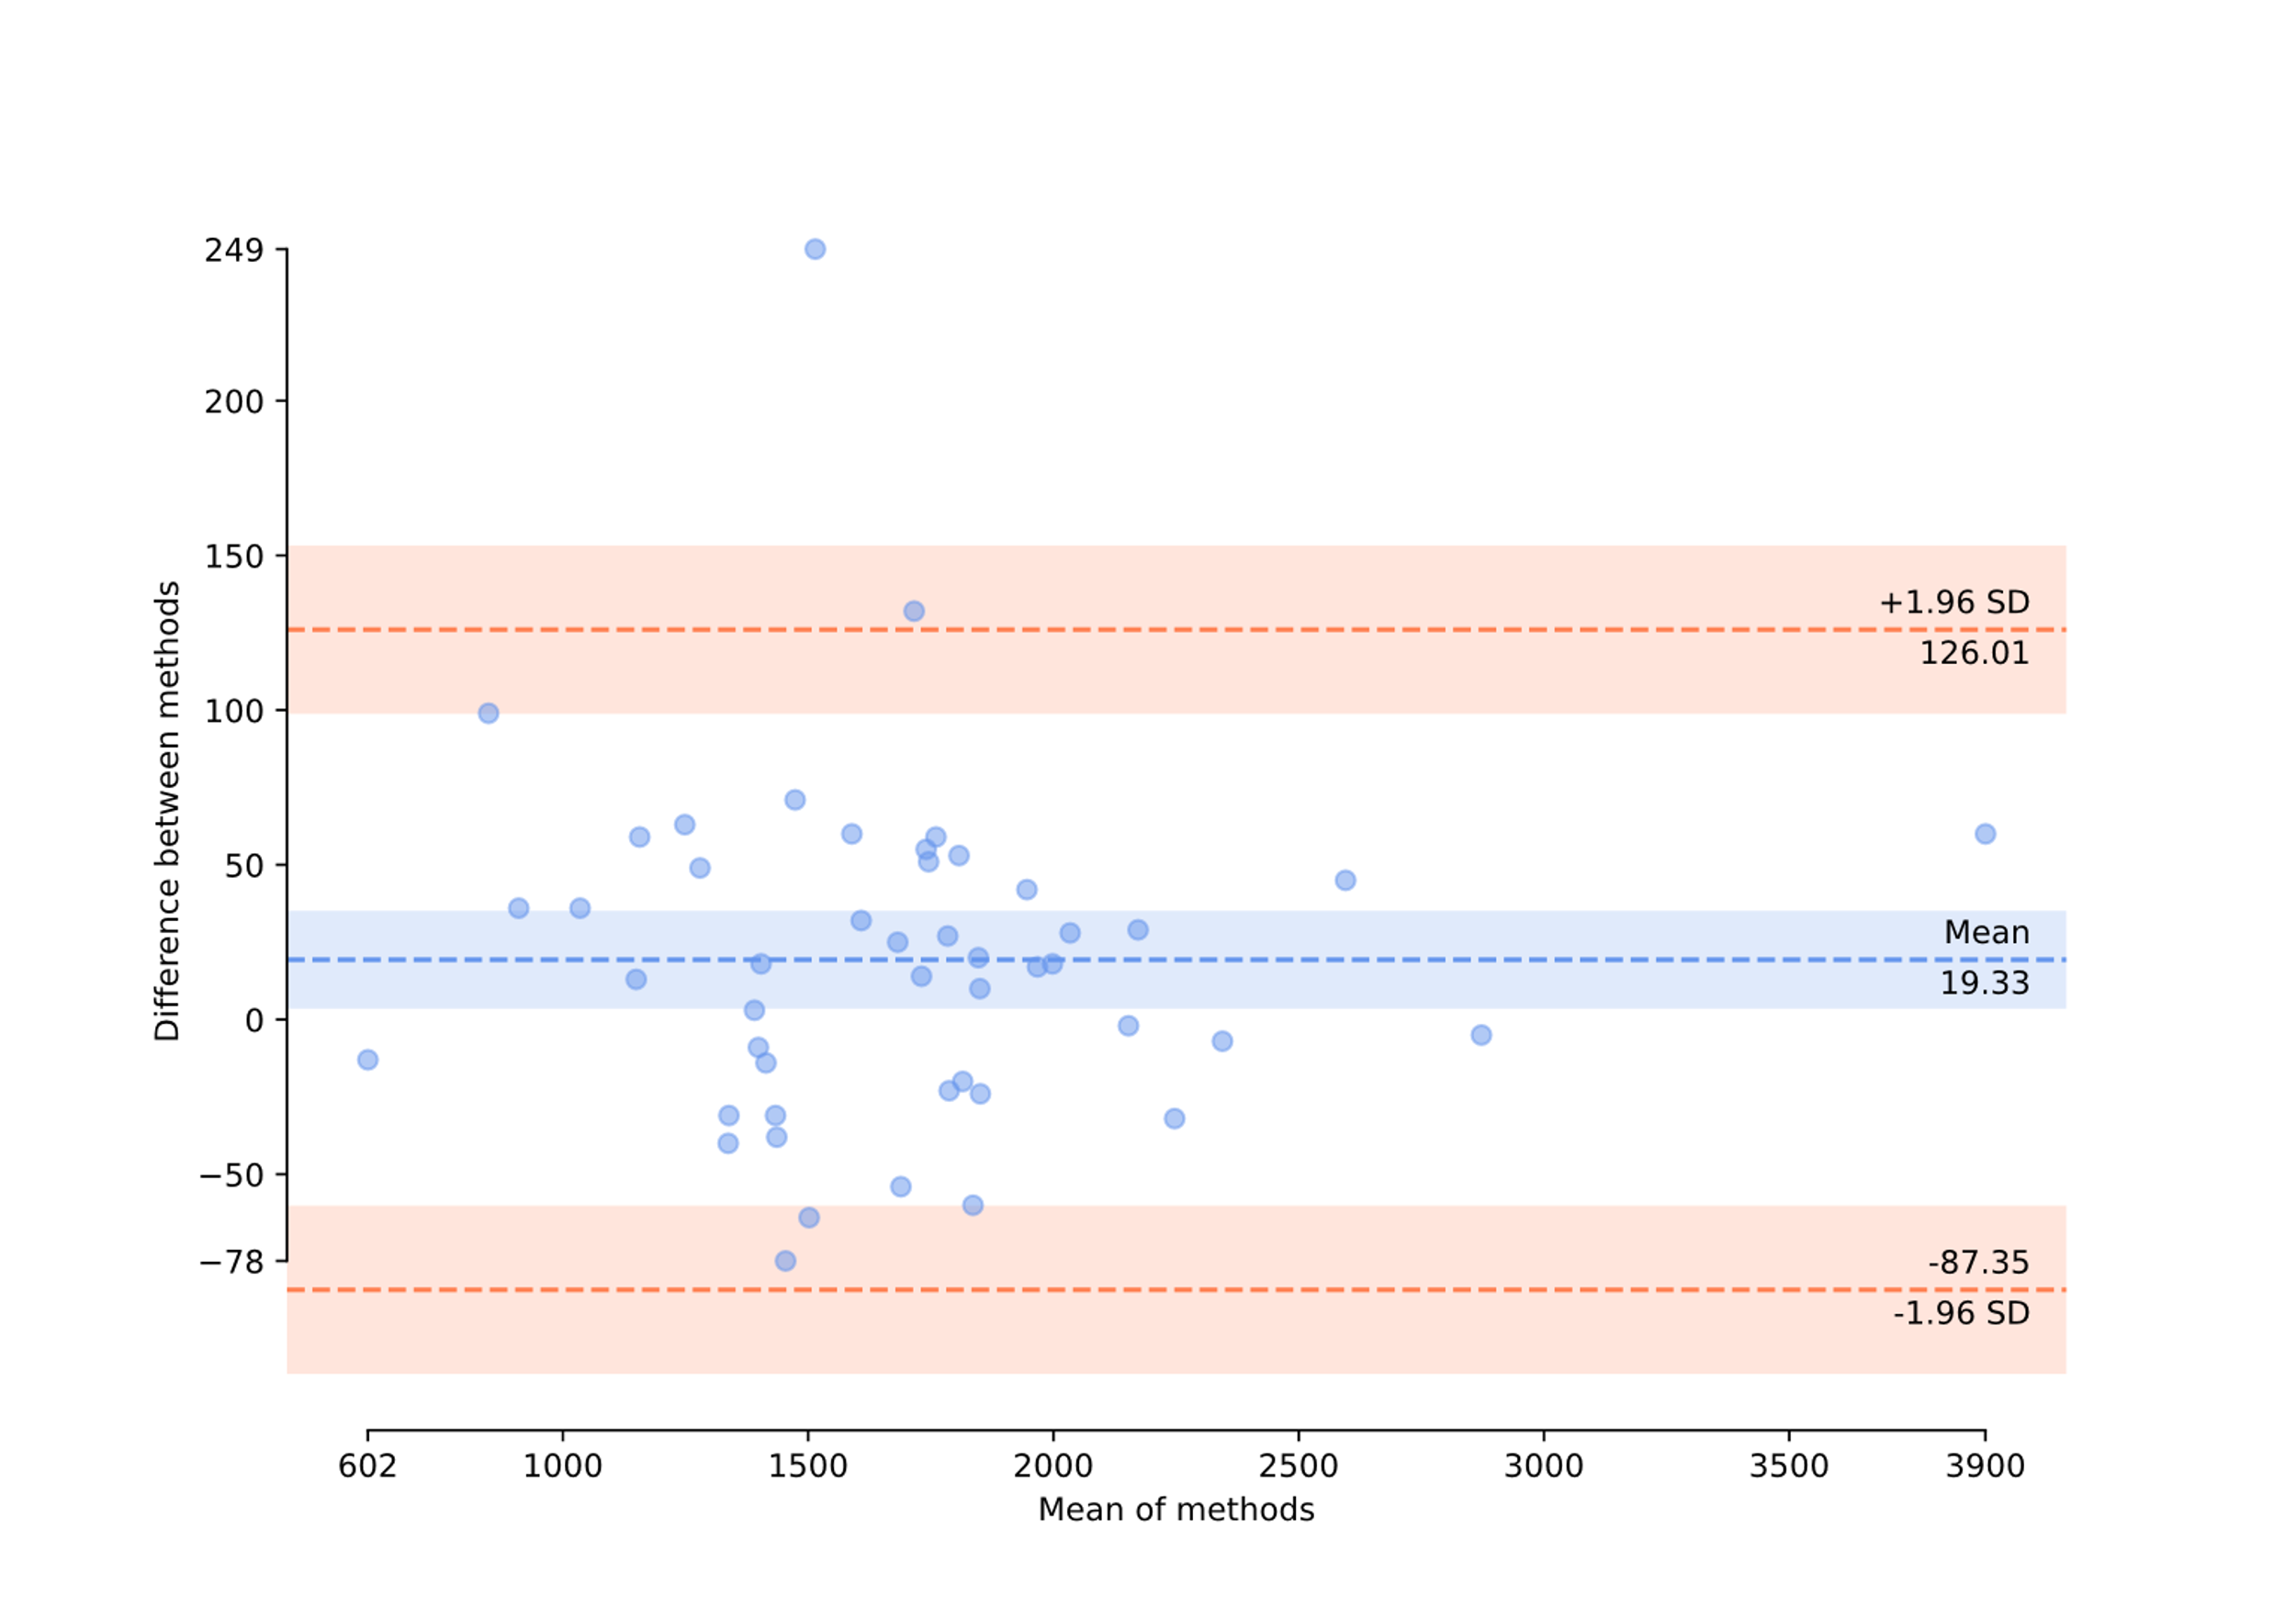 249
200
150
100
50
0
−50
−78
Difference between methods
+1.96 SD
126.01
Mean
19.33
-87.35
-1.96 SD
602 1000 1500 2000 2500 3000 3500 3900
Mean of methods